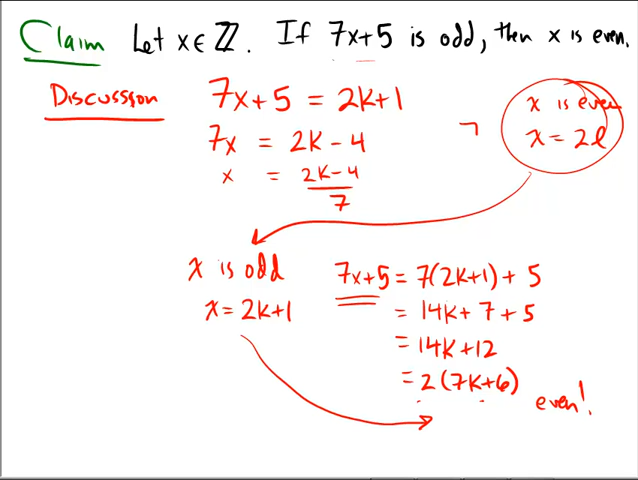 Claim Let x ∈ ℤ. If 7x+5 is odd, then x is even.
Discussion
7x+5 = 2k+1
7x = 2k-4
x = 2k-4/7
¬
x is even
x = 2l
x is odd
x = 2k+1
7x+5 = 7(2k+1)+5
= 14k+7+5
= 14k+12
= 2(7k+6)
even!